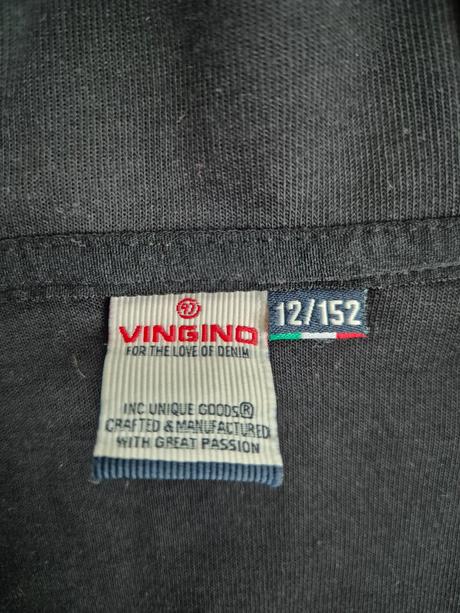 VINGINO
FOR THE LOVE OF DENIM
INC UNIQUE GOODS®
CRAFTED & MANUFACTURED
WITH GREAT PASSION
12/152